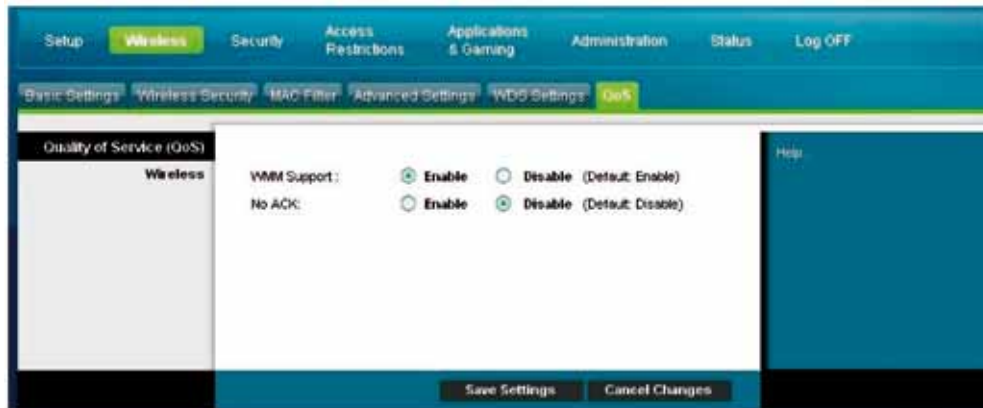 Setup Wireless Security Access Restrictions Applications & Gaming Administration Status Log OFF
Basic Settings Wireless Security MAC Filter Advanced Settings WDS Settings QoS
Quality of Service (QoS)
Help
Wireless
WMM Support : Enable Disable (Default: Enable)
No ACK: Enable Disable (Default: Disable)
Save Settings Cancel Changes